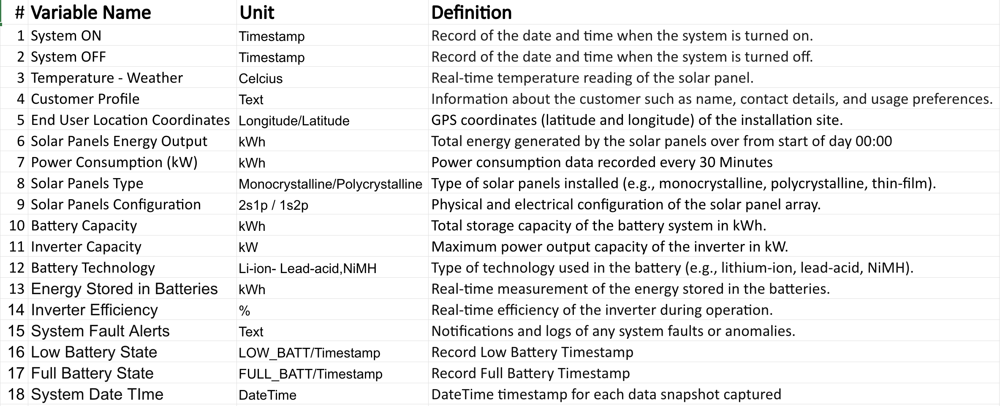 # Variable Name Unit Definition
1 System ON Timestamp Record of the date and time when the system is turned on.
2 System OFF Timestamp Record of the date and time when the system is turned off.
3 Temperature - Weather Celcius Real-time temperature reading of the solar panel.
4 Customer Profile Text Information about the customer such as name, contact details, and usage preferences.
5 End User Location Coordinates Longitude/Latitude GPS coordinates (latitude and longitude) of the installation site.
6 Solar Panels Energy Output kWh Total energy generated by the solar panels over from start of day 00:00
7 Power Consumption (kW) kWh Power consumption data recorded every 30 Minutes
8 Solar Panels Type Monocrystalline/Polycrystalline Type of solar panels installed (e.g., monocrystalline, polycrystalline, thin-film).
9 Solar Panels Configuration 2s1p / 1s2p Physical and electrical configuration of the solar panel array.
10 Battery Capacity kWh Total storage capacity of the battery system in kWh.
11 Inverter Capacity kW Maximum power output capacity of the inverter in kW.
12 Battery Technology Li-ion- Lead-acid,NiMH Type of technology used in the battery (e.g., lithium-ion, lead-acid, NiMH).
13 Energy Stored in Batteries kWh Real-time measurement of the energy stored in the batteries.
14 Inverter Efficiency % Real-time efficiency of the inverter during operation.
15 System Fault Alerts Text Notifications and logs of any system faults or anomalies.
16 Low Battery State LOW_BATT/Timestamp Record Low Battery Timestamp
17 Full Battery State FULL_BATT/Timestamp Record Full Battery Timestamp
18 System Date TIme DateTime DateTime timestamp for each data snapshot captured